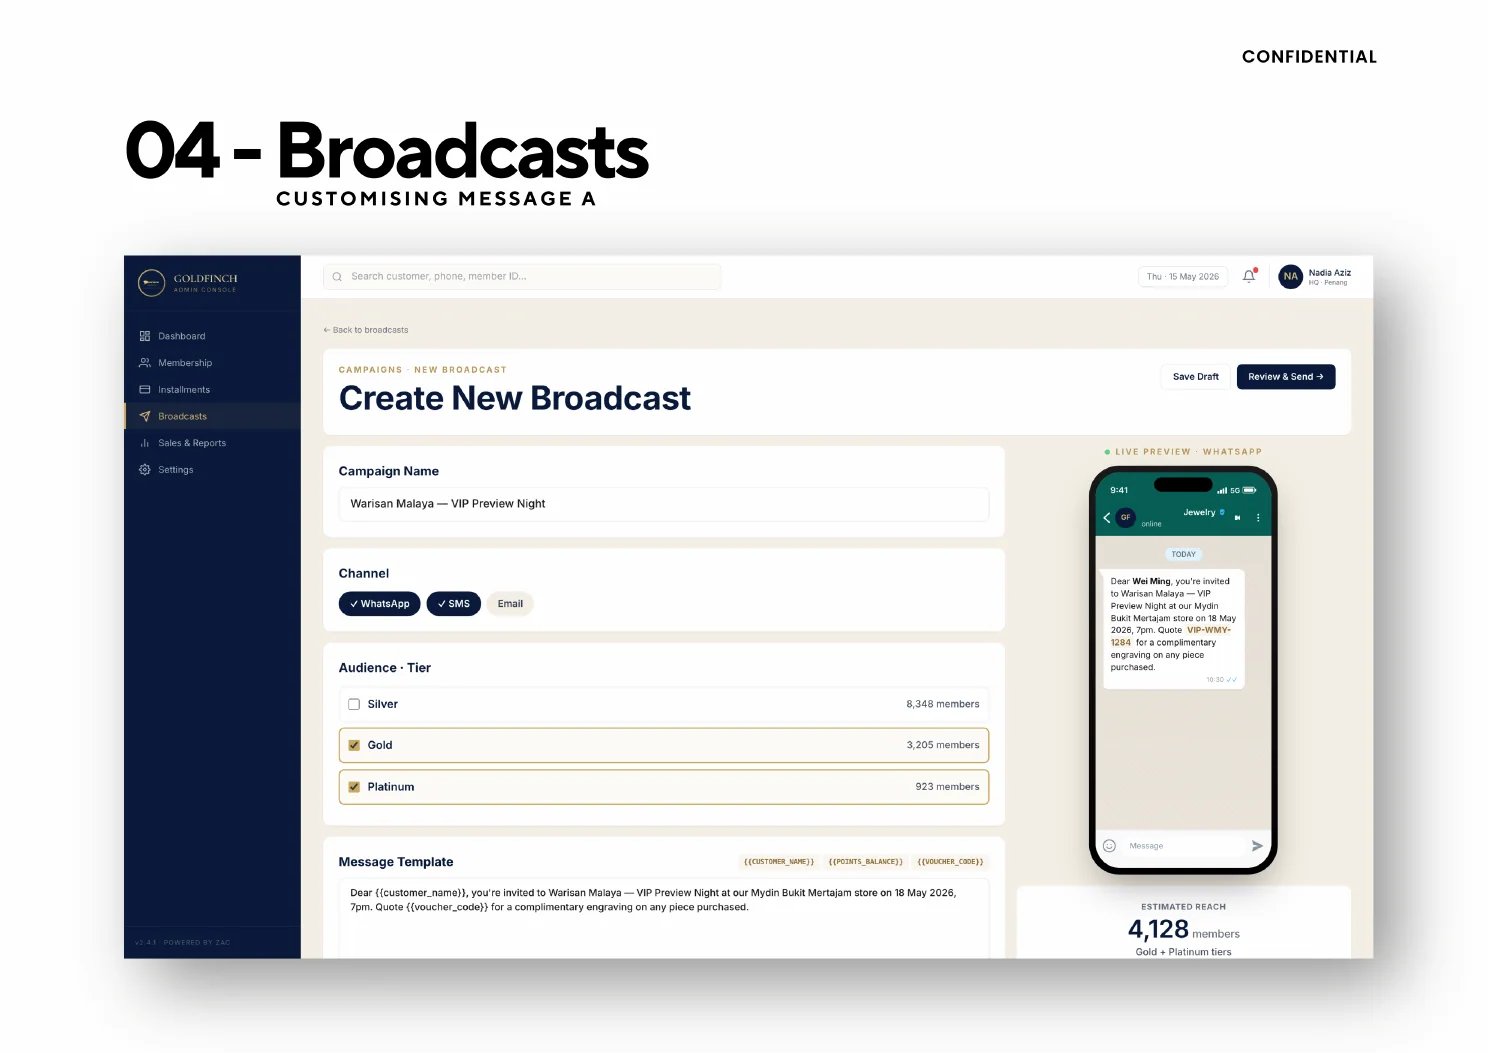 CONFIDENTIAL
04 - Broadcasts
CUSTOMISING MESSAGE A
GOLDFINCH
ADMIN CONSOLE
Search customer, phone, member ID...
Thu · 15 May 2026
NA
Nadia Aziz
HQ · Penang
Dashboard
Membership
Installments
Broadcasts
Sales & Reports
Settings
v2.4.1 · POWERED BY ZAC
← Back to broadcasts
CAMPAIGNS · NEW BROADCAST
Create New Broadcast
Save Draft
Review & Send →
Campaign Name
Warisan Malaya — VIP Preview Night
Channel
✓ WhatsApp
✓ SMS
Email
Audience · Tier
Silver
8,348 members
Gold
3,205 members
Platinum
923 members
Message Template
{{CUSTOMER_NAME}}
{{POINTS_BALANCE}}
{{VOUCHER_CODE}}
Dear {{customer_name}}, you're invited to Warisan Malaya — VIP Preview Night at our Mydin Bukit Mertajam store on 18 May 2026,
7pm. Quote {{voucher_code}} for a complimentary engraving on any piece purchased.
LIVE PREVIEW · WHATSAPP
9:41
5G
GF
Jewelry
online
TODAY
Dear Wei Ming, you're invited
to Warisan Malaya — VIP
Preview Night at our Mydin
Bukit Mertajam store on 18 May
2026, 7pm. Quote VIP-WMY-
1284 for a complimentary
engraving on any piece
purchased.
10:30 ✓✓
Message
ESTIMATED REACH
4,128 members
Gold + Platinum tiers